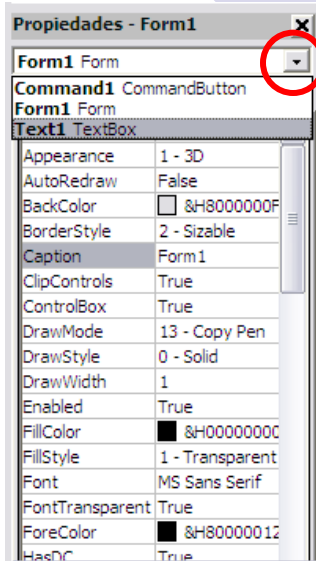 Propiedades - Form1
Form1 Form
Command1 CommandButton
Form1 Form
Text1 TextBox
Appearance 1 - 3D
AutoRedraw False
BackColor &H8000000F
BorderStyle 2 - Sizable
Caption Form1
ClipControls True
ControlBox True
DrawMode 13 - Copy Pen
DrawStyle 0 - Solid
DrawWidth 1
Enabled True
FillColor &H00000000
FillStyle 1 - Transparent
Font MS Sans Serif
FontTransparent True
ForeColor &H80000012
HasDC True